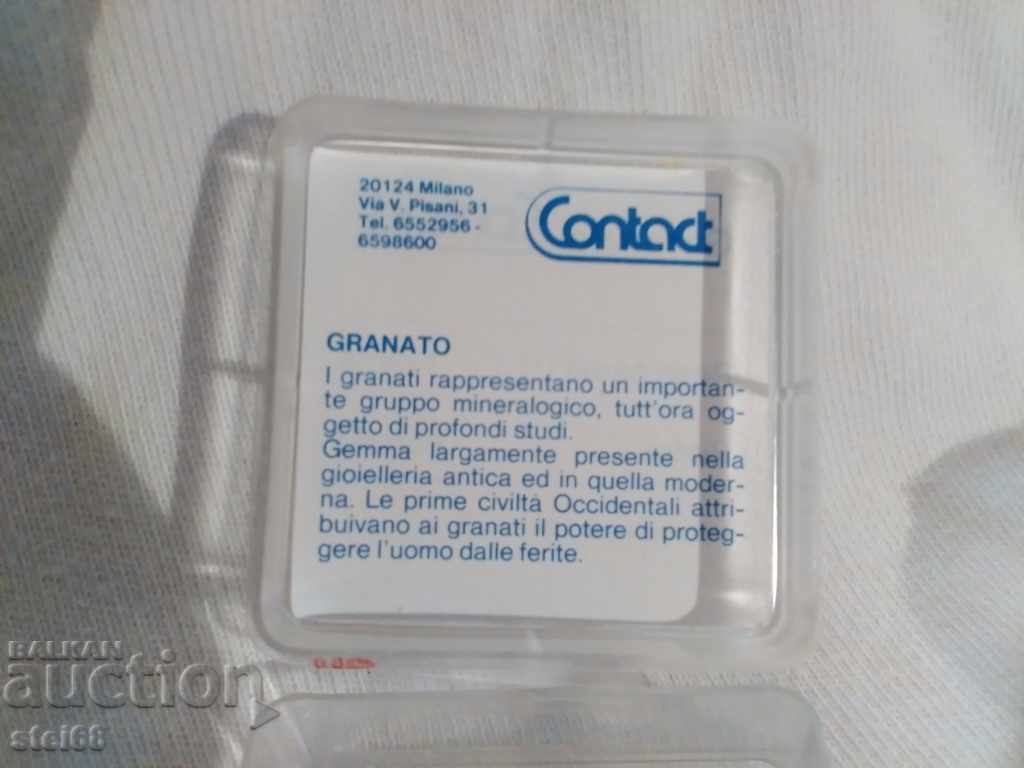 20124 Milano
Via V. Pisani, 31
Tel. 6552956 -
6598600
Contact
GRANATO
I granati rappresentano un importan-
te gruppo mineralogico, tutt'ora og-
getto di profondi studi.
Gemma largamente presente nella
gioielleria antica ed in quella moder-
na. Le prime civiltà Occidentali attri-
buivano ai granati il potere di proteg-
gere l'uomo dalle ferite.
BALKAN
auction
stei68